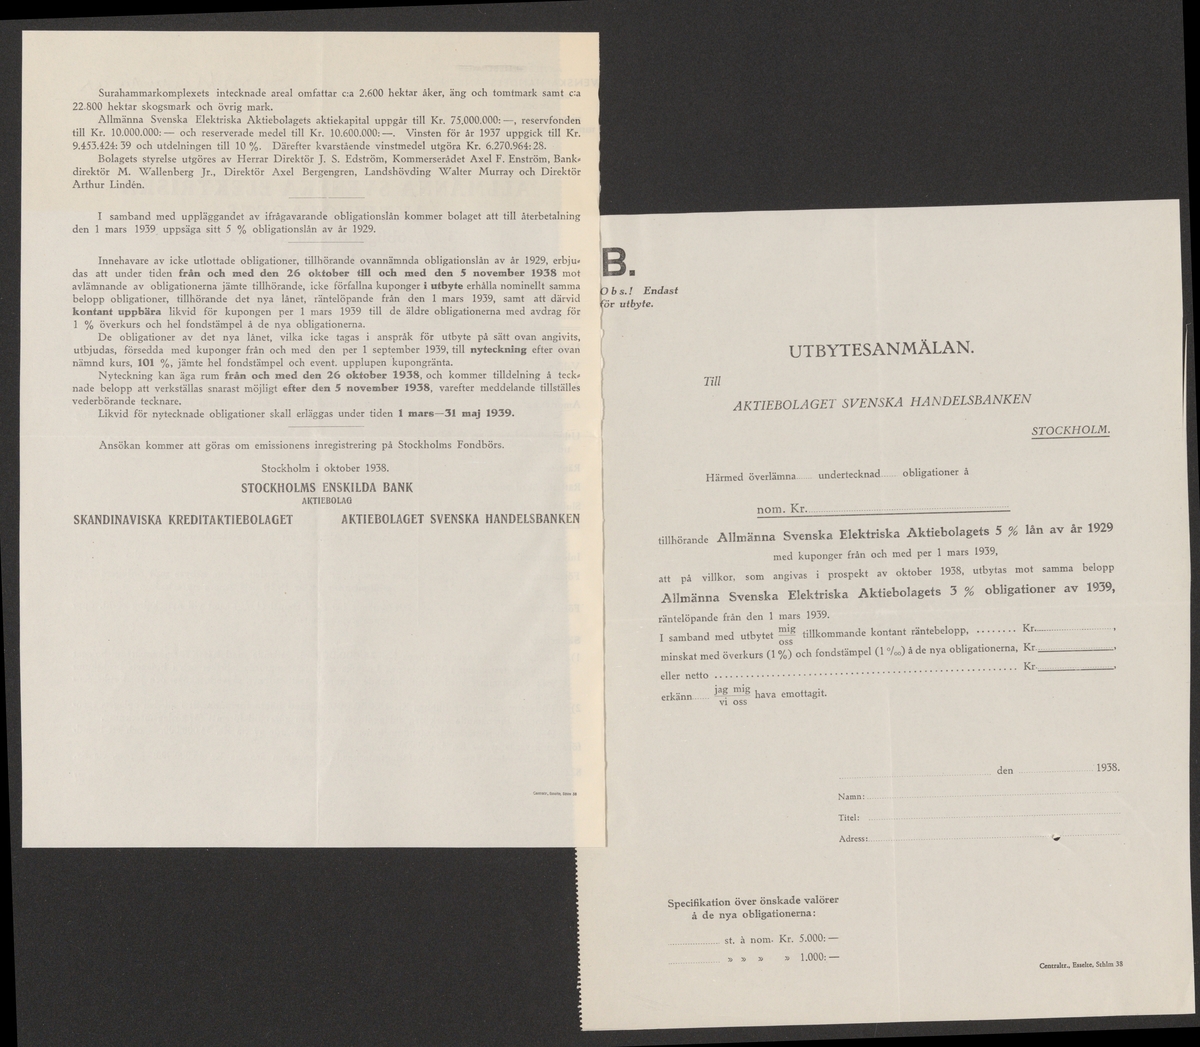 Surahammarkomplexets intecknade areal omfattar c:a 2.600 hektar åker, äng och tomtmark samt c:a
22.800 hektar skogsmark och övrig mark.
Allmänna Svenska Elektriska Aktiebolagets aktiekapital uppgår till Kr. 75,000.000: —, reservfonden
till Kr. 10.000.000: — och reserverade medel till Kr. 10.600.000: —. Vinsten för år 1937 uppgick till Kr.
9.453.424: 39 och utdelningen till 10 %. Därefter kvarstående vinstmedel utgöra Kr. 6.270.964: 28.
Bolagets styrelse utgöres av Herrar Direktör J. S. Edström, Kommerserådet Axel F. Enström, Bank-
direktör M. Wallenberg Jr., Direktör Axel Bergengren, Landshövding Walter Murray och Direktör
Arthur Lindén.
I samband med uppläggandet av ifrågavarande obligationslån kommer bolaget att till återbetalning
den 1 mars 1939 uppsäga sitt 5 % obligationslån av år 1929.
Innehavare av icke utlottade obligationer, tillhörande ovannämnda obligationslån av år 1929, erbju-
das att under tiden från och med den 26 oktober till och med den 5 november 1938 mot
avlämnande av obligationerna jämte tillhörande, icke förfallna kuponger i utbyte erhålla nominellt samma
belopp obligationer, tillhörande det nya lånet, räntelöpande från den 1 mars 1939, samt att därvid
kontant uppbära likvid för kupongen per 1 mars 1939 till de äldre obligationerna med avdrag för
1 % överkurs och hel fondstämpel å de nya obligationerna.
De obligationer av det nya lånet, vilka icke tagas i anspråk för utbyte på sätt ovan angivits,
utbjudas, försedda med kuponger från och med den per 1 september 1939, till nyteckning efter ovan
nämnd kurs, 101 %, jämte hel fondstämpel och event. upplupen kupongränta.
Nyteckning kan äga rum från och med den 26 oktober 1938, och kommer tilldelning å teck-
nade belopp att verkställas snarast möjligt efter den 5 november 1938, varefter meddelande tillställes
vederbörande tecknare.
Likvid för nytecknade obligationer skall erläggas under tiden 1 mars—31 maj 1939.
Ansökan kommer att göras om emissionens inregistrering på Stockholms Fondbörs.
Stockholm i oktober 1938.
STOCKHOLMS ENSKILDA BANK
AKTIEBOLAG
SKANDINAVISKA KREDITAKTIEBOLAGET AKTIEBOLAGET SVENSKA HANDELSBANKEN
Centraltr., Esselte, Sthlm 38
B.
Obs.! Endast
för utbyte.
UTBYTESANMÄLAN.
Till
AKTIEBOLAGET SVENSKA HANDELSBANKEN
STOCKHOLM.
Härmed överlämna...... undertecknad...... obligationer å
nom. Kr.
tillhörande Allmänna Svenska Elektriska Aktiebolagets 5 % lån av år 1929
med kuponger från och med per 1 mars 1939,
att på villkor, som angivas i prospekt av oktober 1938, utbytas mot samma belopp
Allmänna Svenska Elektriska Aktiebolagets 3 % obligationer av 1939,
räntelöpande från den 1 mars 1939.
I samband med utbytet mig/oss tillkommande kontant räntebelopp, ........ Kr. ,
minskat med överkurs (1 %) och fondstämpel (1 ‰) å de nya obligationerna, Kr. ,
eller netto ........ Kr. ,
erkänn...... jag mig/vi oss hava emottagit.
den 1938.
Namn:
Titel:
Adress:
Specifikation över önskade valörer
å de nya obligationerna:
st. à nom. Kr. 5.000: —
» » » » 1.000: —
Centraltr., Esselte, Sthlm 38